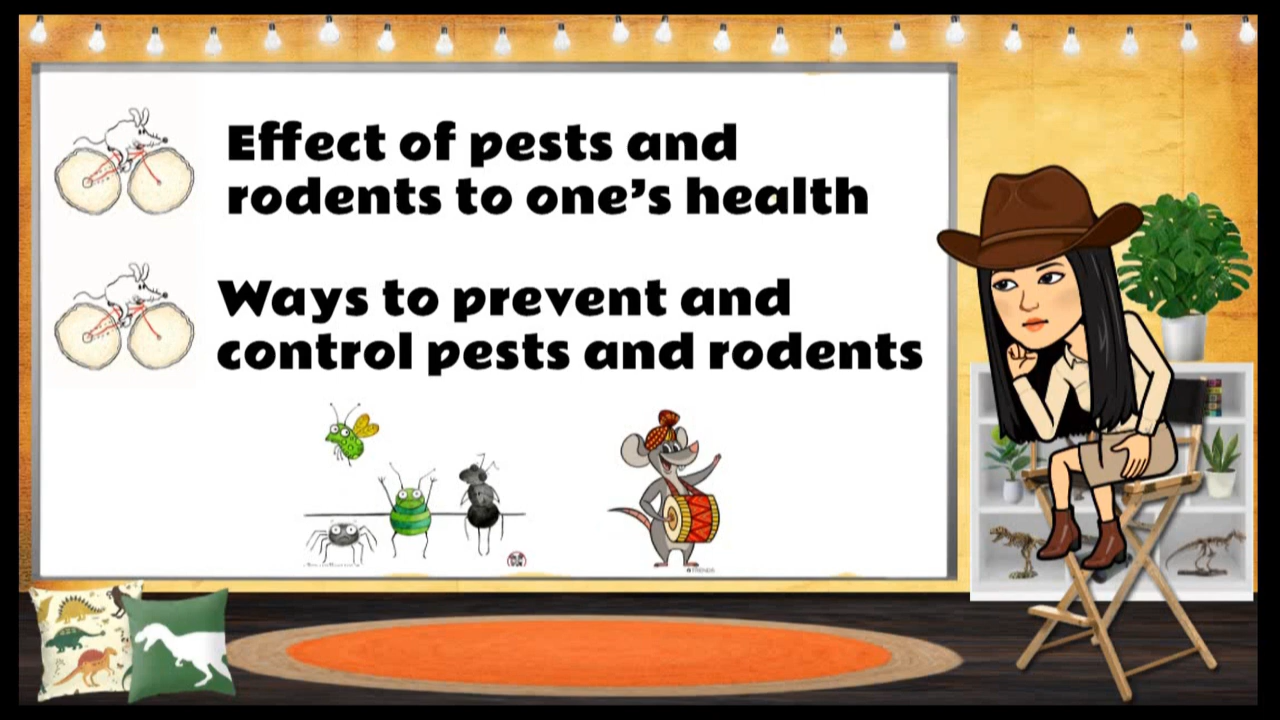 Effect of pests and
rodents to one's health
Ways to prevent and
control pests and rodents